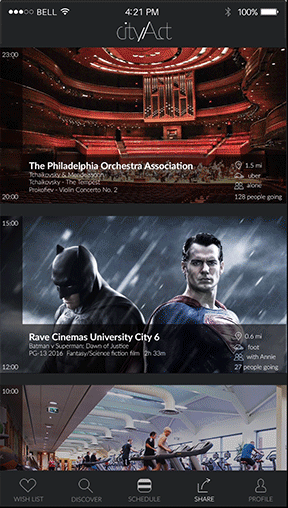 BELL 4:21 PM 100%
cityAct
23:00
The Philadelphia Orchestra Association
Tchaikovsky & Mendelssohn
Tchaikovsky - The Tempest
Prokofiev - Violin Concerto No. 2
1.5 mi
uber
alone
20:00
128 people going
15:00
Rave Cinemas University City 6
Batman v Superman: Dawn of Justice
PG-13 2016 Fantasy/Science fiction film 2h 33m
0.6 mi
foot
with Annie
12:00
27 people going
10:00
WISH LIST DISCOVER SCHEDULE SHARE PROFILE